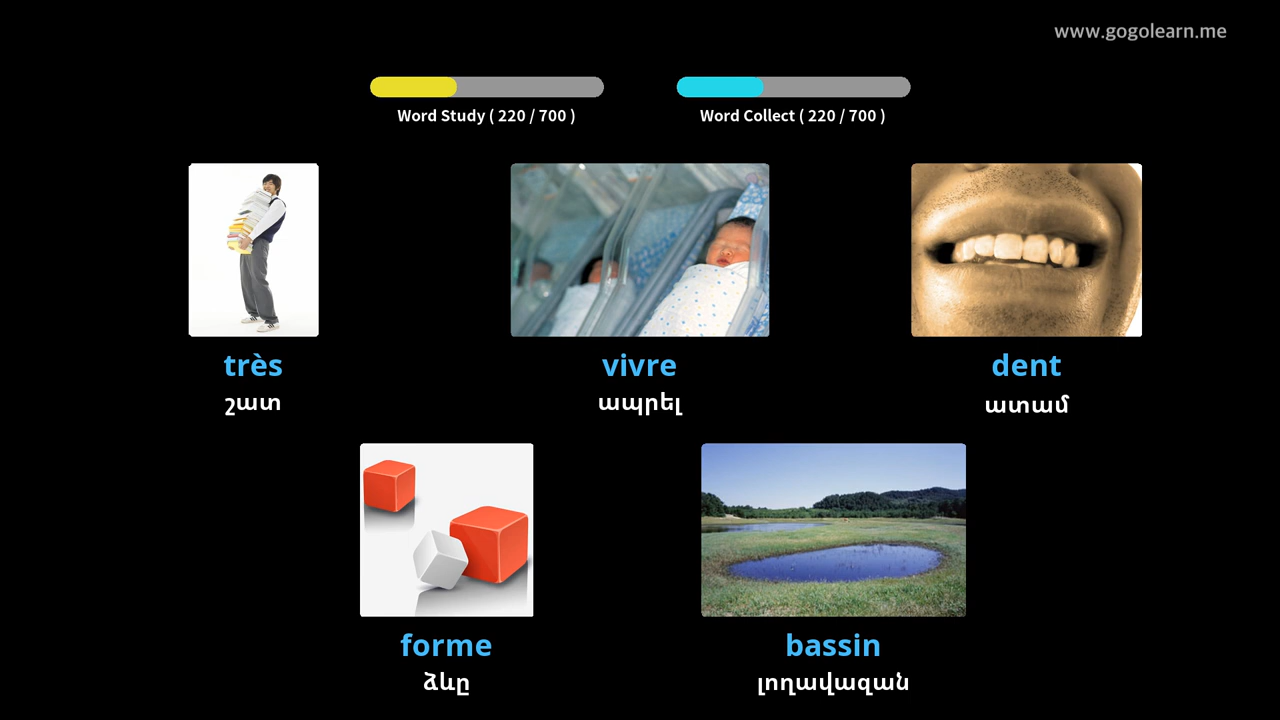 www.gogolearn.me
Word Study ( 220 / 700 )
Word Collect ( 220 / 700 )
très
շատ
vivre
ապրել
dent
ատամ
forme
ձևը
bassin
լողավազան